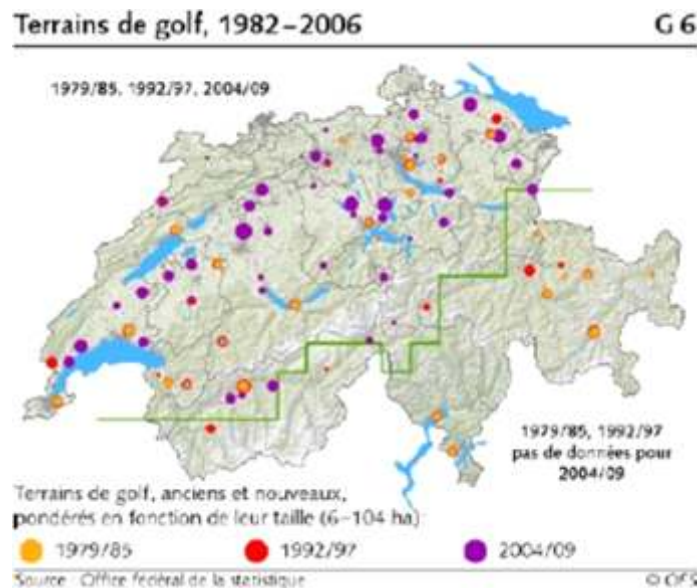 Terrains de golf, 1982–2006
G 6
1979/85, 1992/97, 2004/09
1979/85, 1992/97
pas de données pour
2004/09
Terrains de golf, anciens et nouveaux,
pondérés en fonction de leur taille (6–104 ha):
1979/85
1992/97
2004/09
Source: Office fédéral de la statistique
© OFS